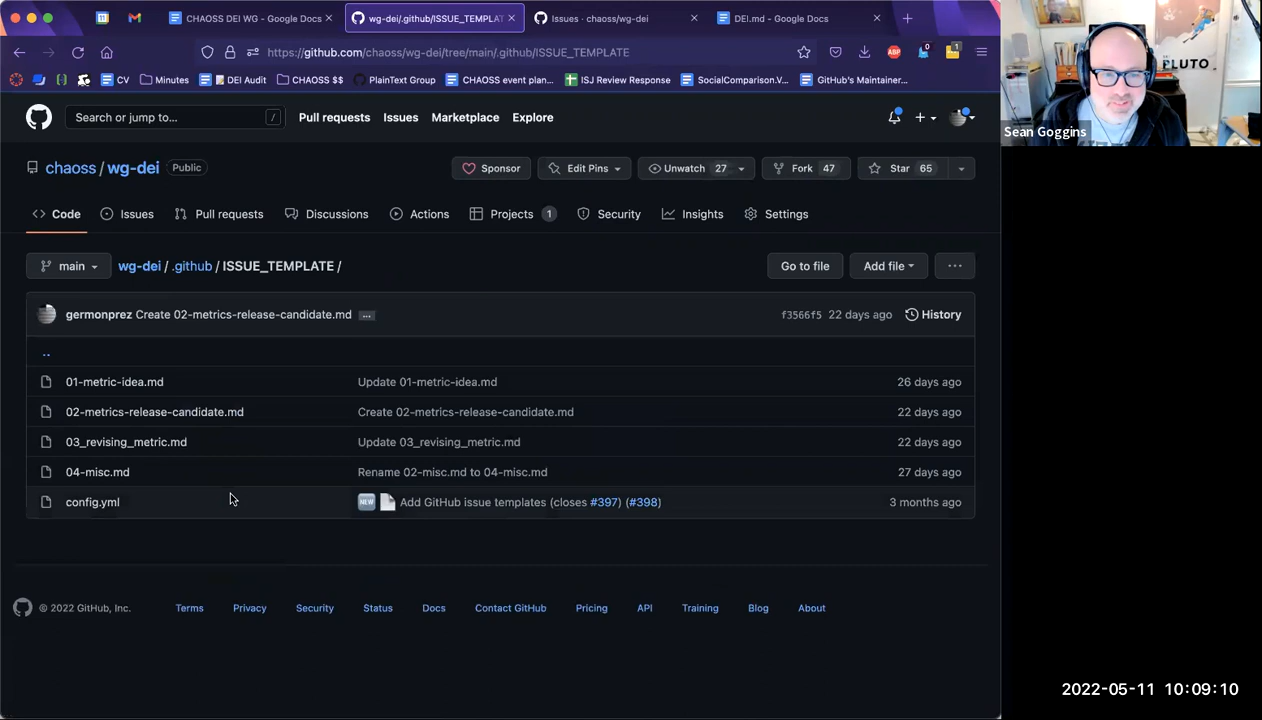 CHAOSS DEI WG - Google Docs
wg-dei/.github/ISSUE_TEMPLAT
Issues · chaoss/wg-dei
DEI.md - Google Docs
https://github.com/chaoss/wg-dei/tree/main/.github/ISSUE_TEMPLATE
ABP
0
1
CV
Minutes
DEI Audit
CHAOSS $$
PlainText Group
CHAOSS event plan...
ISJ Review Response
SocialComparison.V...
GitHub's Maintainer...
PLUTO
Sean Goggins
Search or jump to... /
Pull requests
Issues
Marketplace
Explore
chaoss / wg-dei Public
Sponsor
Edit Pins
Unwatch 27
Fork 47
Star 65
Code
Issues
Pull requests
Discussions
Actions
Projects 1
Security
Insights
Settings
main
wg-dei / .github / ISSUE_TEMPLATE /
Go to file
Add file
...
germonprez Create 02-metrics-release-candidate.md ... f3566f5 22 days ago History
..
01-metric-idea.md Update 01-metric-idea.md 26 days ago
02-metrics-release-candidate.md Create 02-metrics-release-candidate.md 22 days ago
03_revising_metric.md Update 03_revising_metric.md 22 days ago
04-misc.md Rename 02-misc.md to 04-misc.md 27 days ago
config.yml NEW Add GitHub issue templates (closes #397) (#398) 3 months ago
© 2022 GitHub, Inc.
Terms
Privacy
Security
Status
Docs
Contact GitHub
Pricing
API
Training
Blog
About
2022-05-11 10:09:10